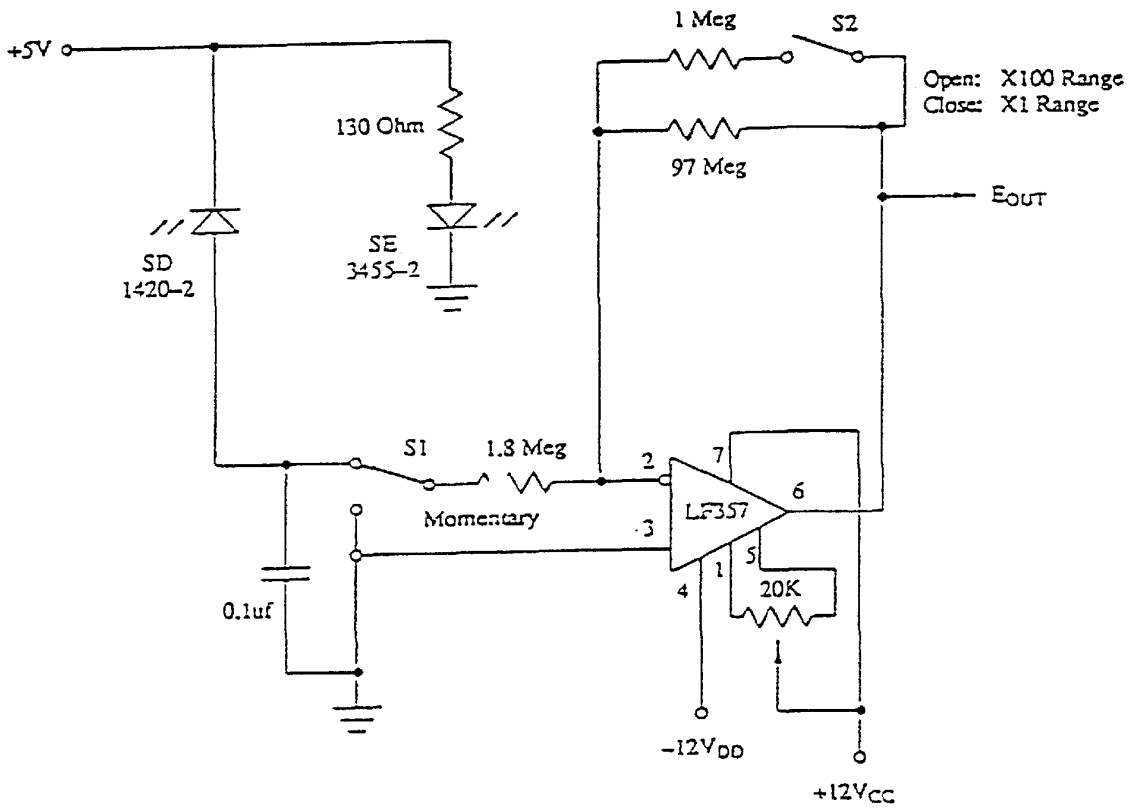 +5V
1 Meg
S2
Open: X100 Range
Close: X1 Range
130 Ohm
97 Meg
EOUT
SD
1420-2
SE
3455-2
S1
1.8 Meg
Momentary
2
3
7
LF357
6
4
1
5
20K
0.1uf
-12VDD
+12VCC